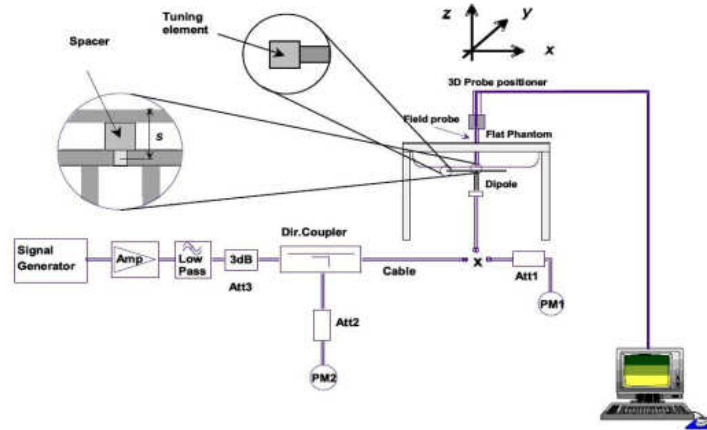 Tuning
element
Spacer
s
z
y
x
3D Probe positioner
Field probe
Flat Phantom
Dipole
Signal
Generator
Amp
Low
Pass
3dB
Att3
Dir.Coupler
Cable
x
Att1
PM1
Att2
PM2